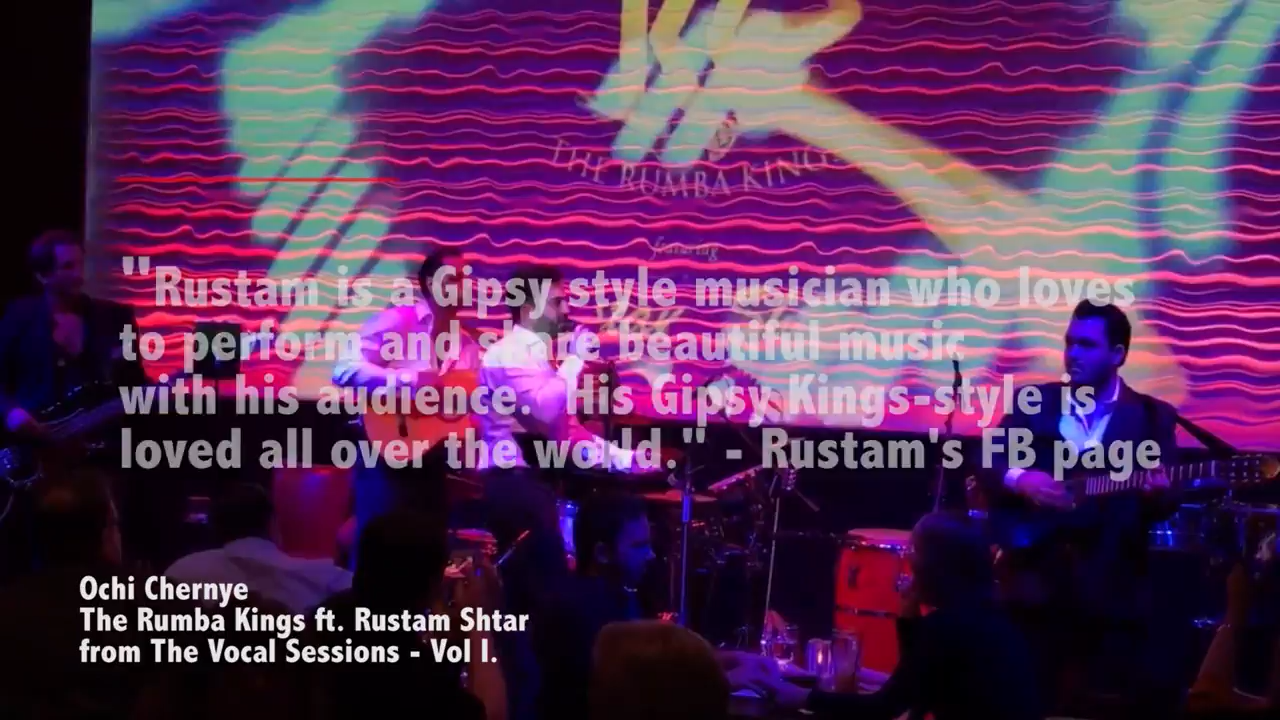 THE RUMBA KINGS
featuring
"Rustam is a Gipsy style musician who loves
to perform and share beautiful music
with his audience. His Gipsy Kings-style is
loved all over the world." - Rustam's FB page
Ochi Chernye
The Rumba Kings ft. Rustam Shtar
from The Vocal Sessions - Vol I.